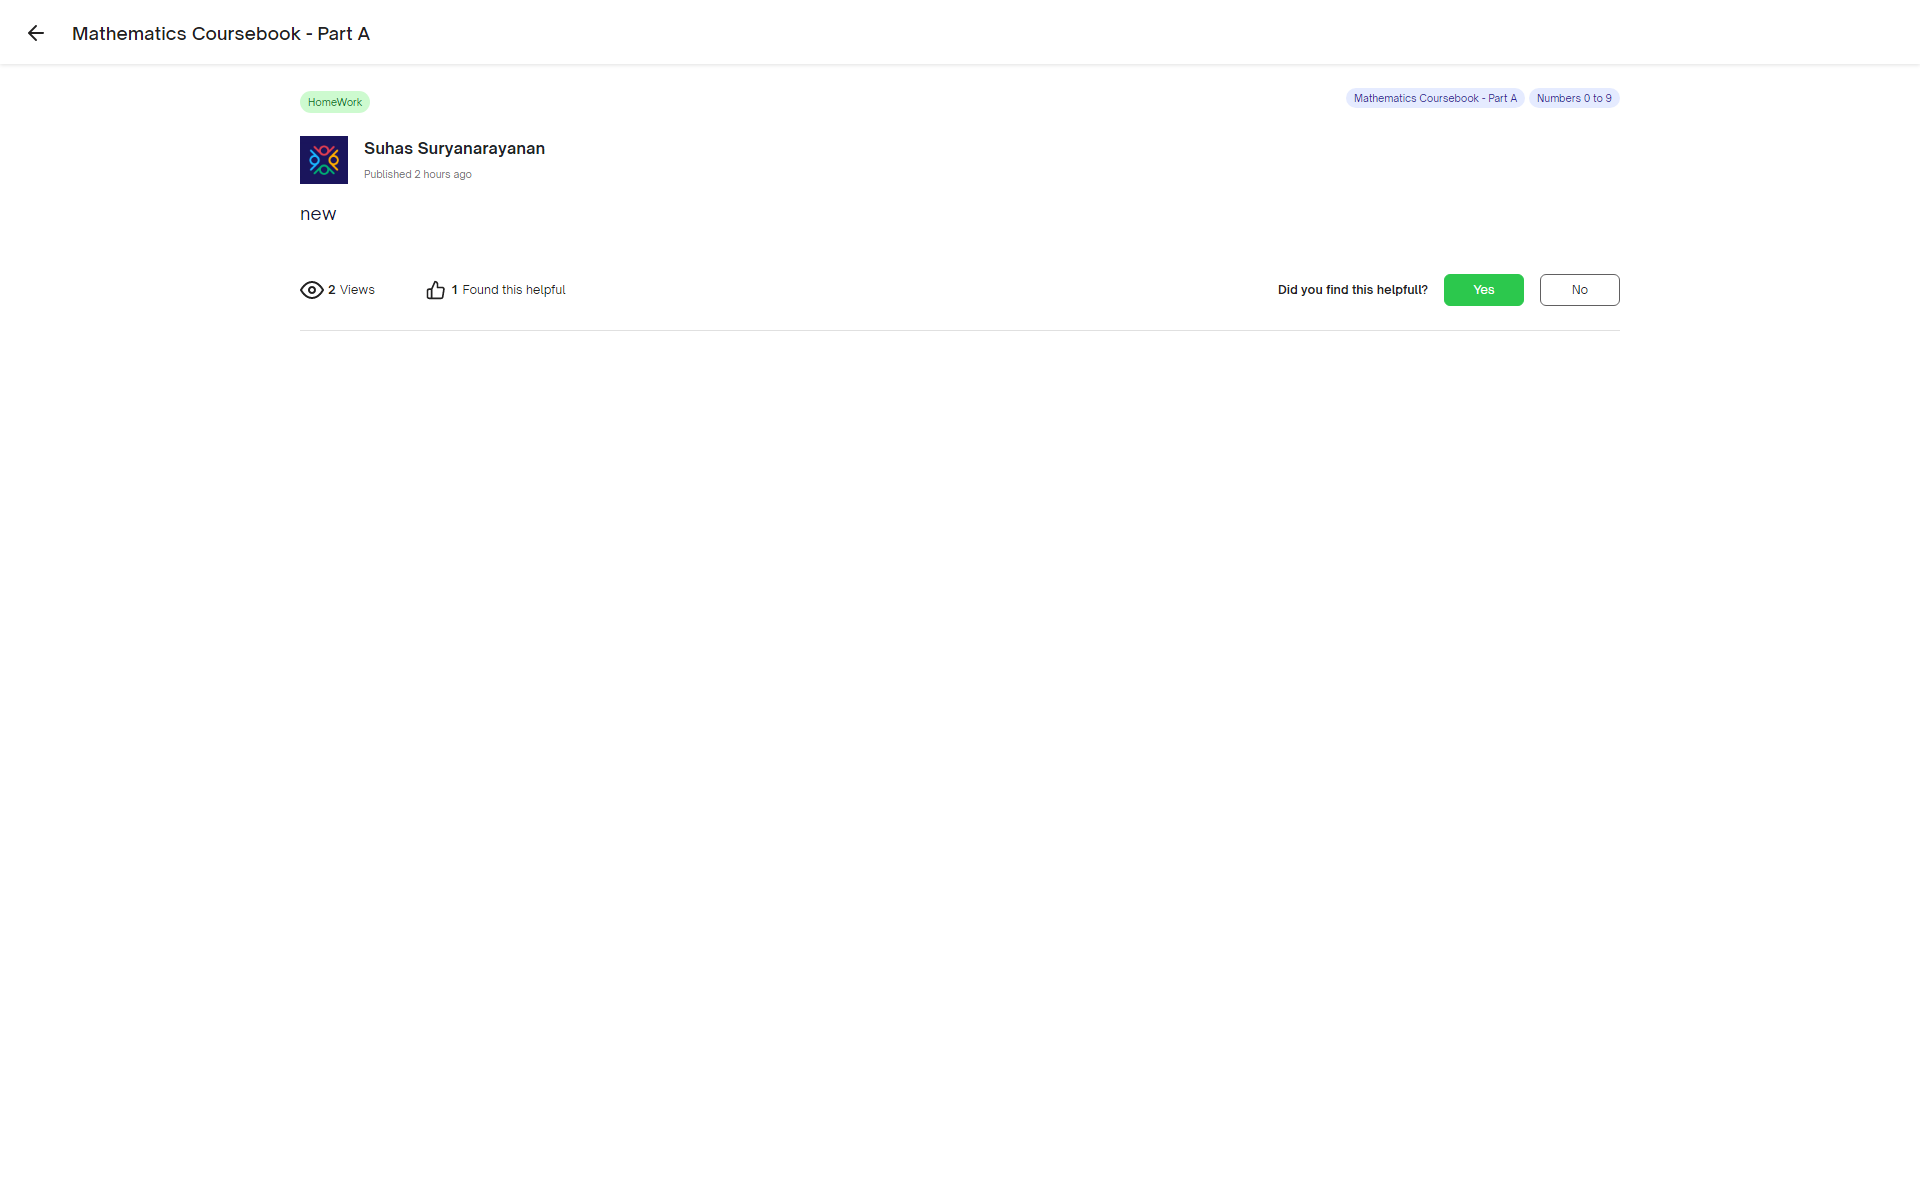 Mathematics Coursebook - Part A
HomeWork
Mathematics Coursebook - Part A
Numbers 0 to 9
Suhas Suryanarayanan
Published 2 hours ago
new
2 Views
1 Found this helpful
Did you find this helpfull?
Yes
No